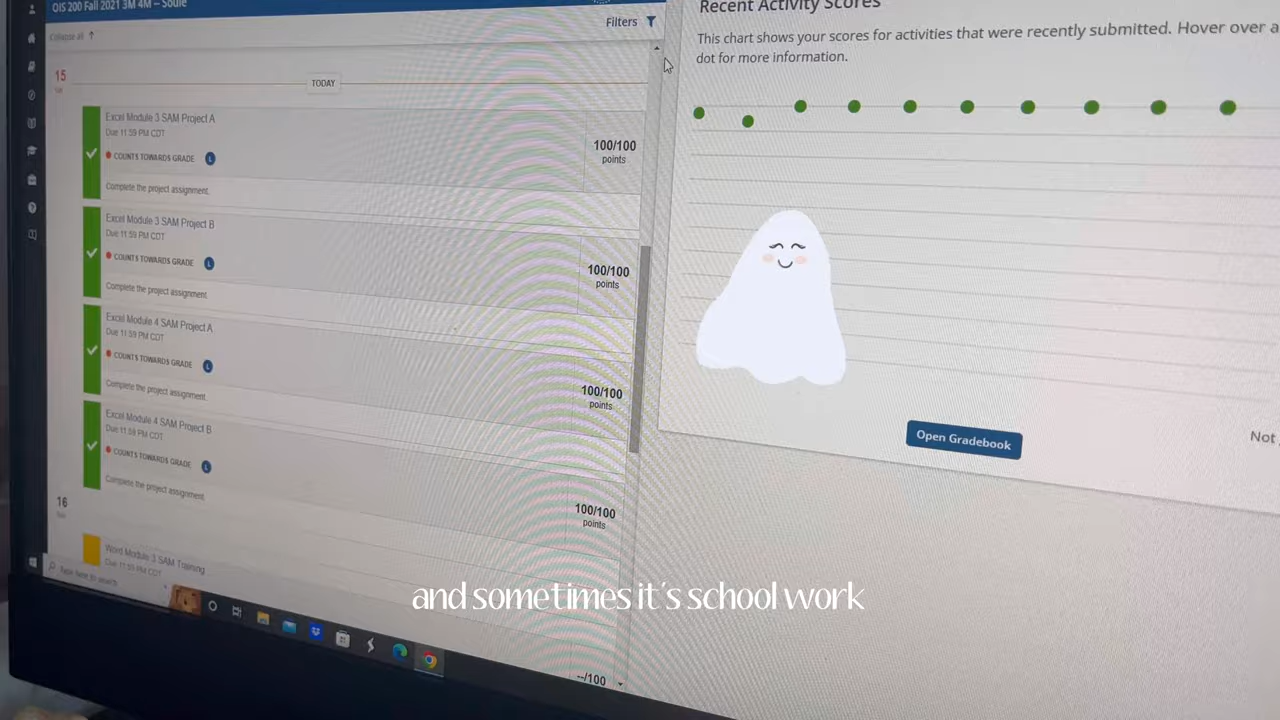 OIS 200 Fall 2021 3M 4M – Soule
Collapse all
Filters
15
TODAY
Excel Module 3 SAM Project A
Due 11:59 PM CDT
COUNTS TOWARDS GRADE
L
100/100
points
Complete the project assignment.
Excel Module 3 SAM Project B
Due 11:59 PM CDT
COUNTS TOWARDS GRADE
L
100/100
points
Complete the project assignment.
Excel Module 4 SAM Project A
Due 11:59 PM CDT
COUNTS TOWARDS GRADE
L
100/100
points
Complete the project assignment.
Excel Module 4 SAM Project B
Due 11:59 PM CDT
COUNTS TOWARDS GRADE
L
100/100
points
Complete the project assignment.
16
Word Module 3 SAM Training
Due 11:59 PM CDT
--/100
Type here to search
Recent Activity Scores
This chart shows your scores for activities that were recently submitted. Hover over a
dot for more information.
Open Gradebook
Not
and sometimes it's school work